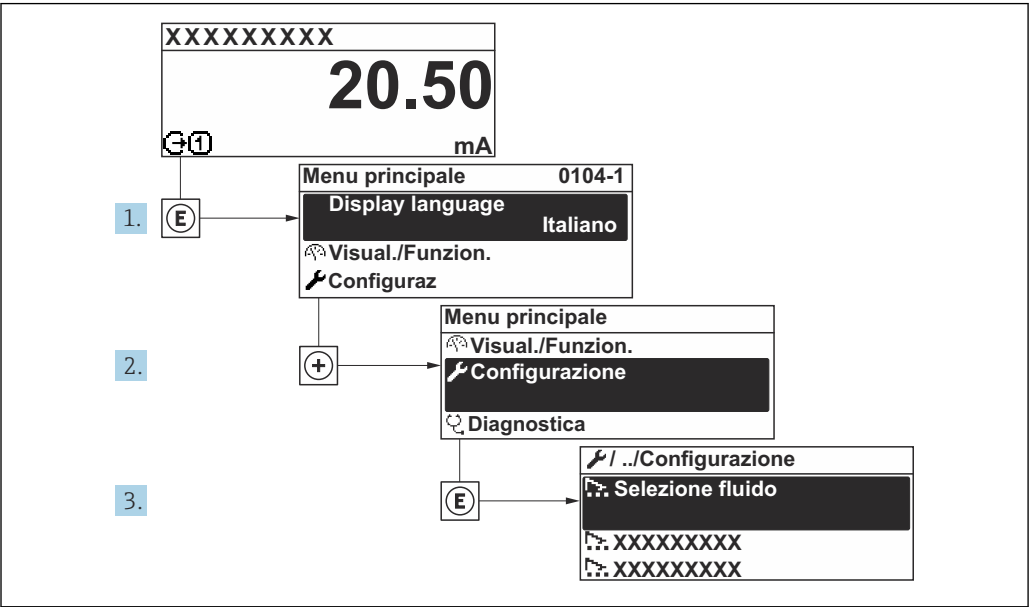 XXXXXXXXX
20.50
1 mA
Menu principale 0104-1
1. E Display language
Italiano
Visual./Funzion.
Configuraz
Menu principale
2. + Visual./Funzion.
Configurazione
Diagnostica
/ ../Configurazione
3. E Selezione fluido
XXXXXXXXX
XXXXXXXXX